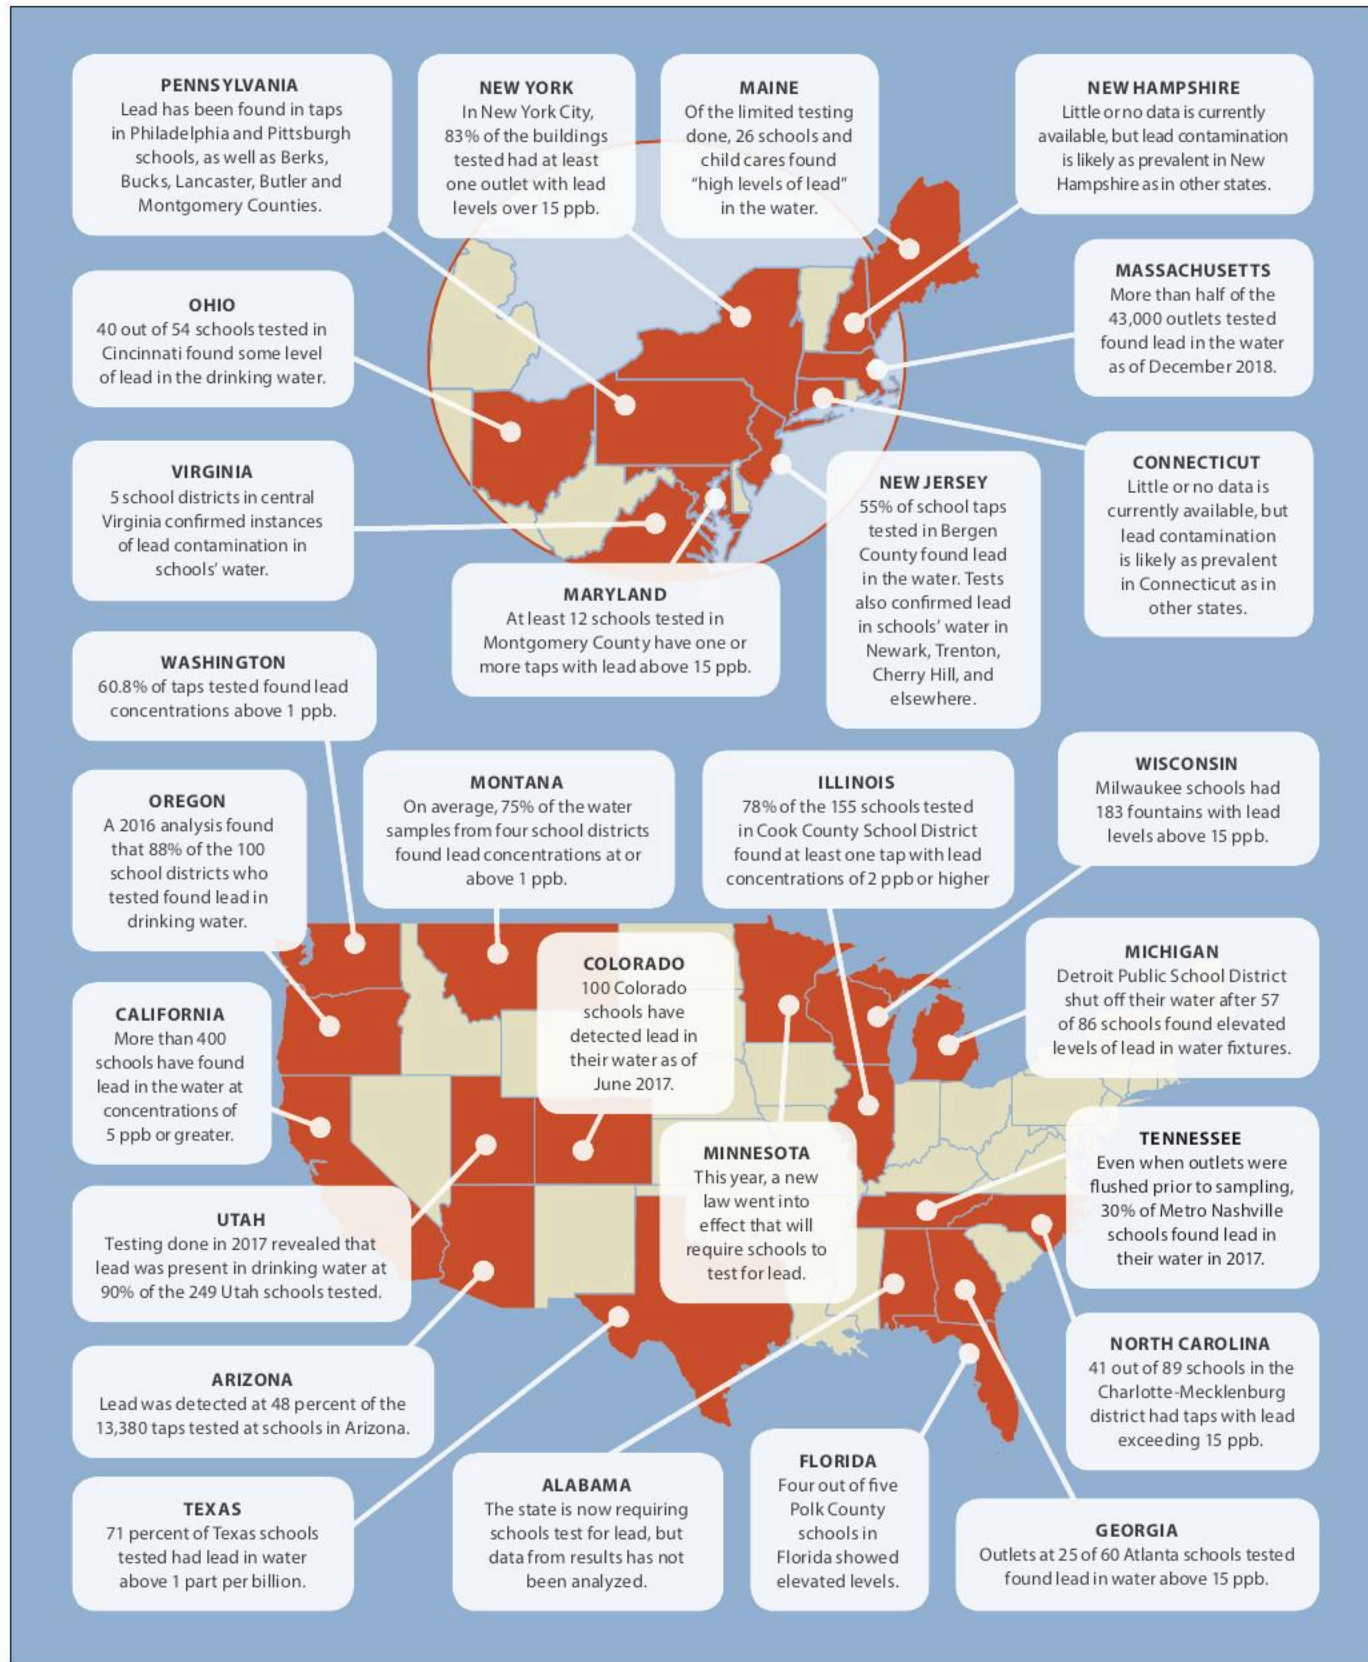 PENNSYLVANIA
Lead has been found in taps
in Philadelphia and Pittsburgh
schools, as well as Berks,
Bucks, Lancaster, Butler and
Montgomery Counties.
NEW YORK
In New York City,
83% of the buildings
tested had at least
one outlet with lead
levels over 15 ppb.
MAINE
Of the limited testing
done, 26 schools and
child cares found
“high levels of lead”
in the water.
NEW HAMPSHIRE
Little or no data is currently
available, but lead contamination
is likely as prevalent in New
Hampshire as in other states.
OHIO
40 out of 54 schools tested in
Cincinnati found some level
of lead in the drinking water.
MASSACHUSETTS
More than half of the
43,000 outlets tested
found lead in the water
as of December 2018.
VIRGINIA
5 school districts in central
Virginia confirmed instances
of lead contamination in
schools’ water.
CONNECTICUT
Little or no data is
currently available, but
lead contamination
is likely as prevalent
in Connecticut as in
other states.
NEW JERSEY
55% of school taps
tested in Bergen
County found lead
in the water. Tests
also confirmed lead
in schools’ water in
Newark, Trenton,
Cherry Hill, and
elsewhere.
MARYLAND
At least 12 schools tested in
Montgomery County have one or
more taps with lead above 15 ppb.
WASHINGTON
60.8% of taps tested found lead
concentrations above 1 ppb.
OREGON
A 2016 analysis found
that 88% of the 100
school districts who
tested found lead in
drinking water.
MONTANA
On average, 75% of the water
samples from four school districts
found lead concentrations at or
above 1 ppb.
ILLINOIS
78% of the 155 schools tested
in Cook County School District
found at least one tap with lead
concentrations of 2 ppb or higher
WISCONSIN
Milwaukee schools had
183 fountains with lead
levels above 15 ppb.
COLORADO
100 Colorado
schools have
detected lead in
their water as of
June 2017.
MICHIGAN
Detroit Public School District
shut off their water after 57
of 86 schools found elevated
levels of lead in water fixtures.
CALIFORNIA
More than 400
schools have found
lead in the water at
concentrations of
5 ppb or greater.
MINNESOTA
This year, a new
law went into
effect that will
require schools to
test for lead.
TENNESSEE
Even when outlets were
flushed prior to sampling,
30% of Metro Nashville
schools found lead in
their water in 2017.
UTAH
Testing done in 2017 revealed that
lead was present in drinking water at
90% of the 249 Utah schools tested.
NORTH CAROLINA
41 out of 89 schools in the
Charlotte-Mecklenburg
district had taps with lead
exceeding 15 ppb.
ARIZONA
Lead was detected at 48 percent of the
13,380 taps tested at schools in Arizona.
TEXAS
71 percent of Texas schools
tested had lead in water
above 1 part per billion.
ALABAMA
The state is now requiring
schools test for lead, but
data from results has not
been analyzed.
FLORIDA
Four out of five
Polk County
schools in
Florida showed
elevated levels.
GEORGIA
Outlets at 25 of 60 Atlanta schools tested
found lead in water above 15 ppb.